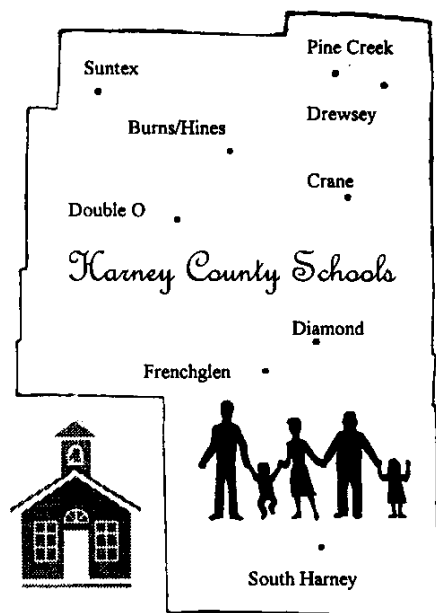 Pine Creek
Suntex
Drewsey
Burns/Hines
Crane
Double O
Harney County Schools
Diamond
Frenchglen
South Harney